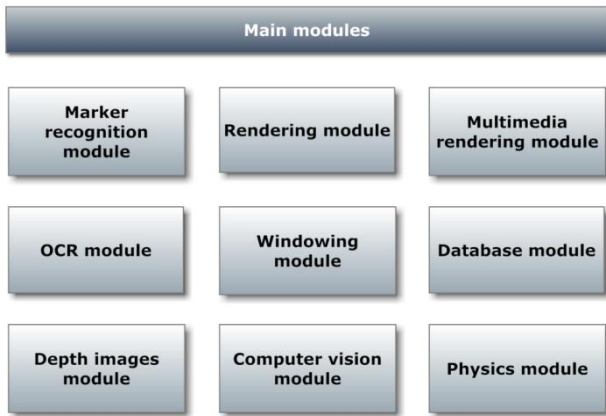 Main modules
Marker
recognition
module
Rendering module
Multimedia
rendering module
OCR module
Windowing
module
Database module
Depth images
module
Computer vision
module
Physics module